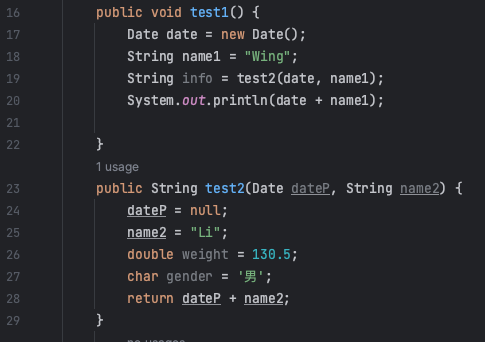 16 public void test1() {
17 Date date = new Date();
18 String name1 = "Wing";
19 String info = test2(date, name1);
20 System.out.println(date + name1);
21
22 }
1 usage
23 public String test2(Date dateP, String name2) {
24 dateP = null;
25 name2 = "Li";
26 double weight = 130.5;
27 char gender = '男';
28 return dateP + name2;
29 }
no usages